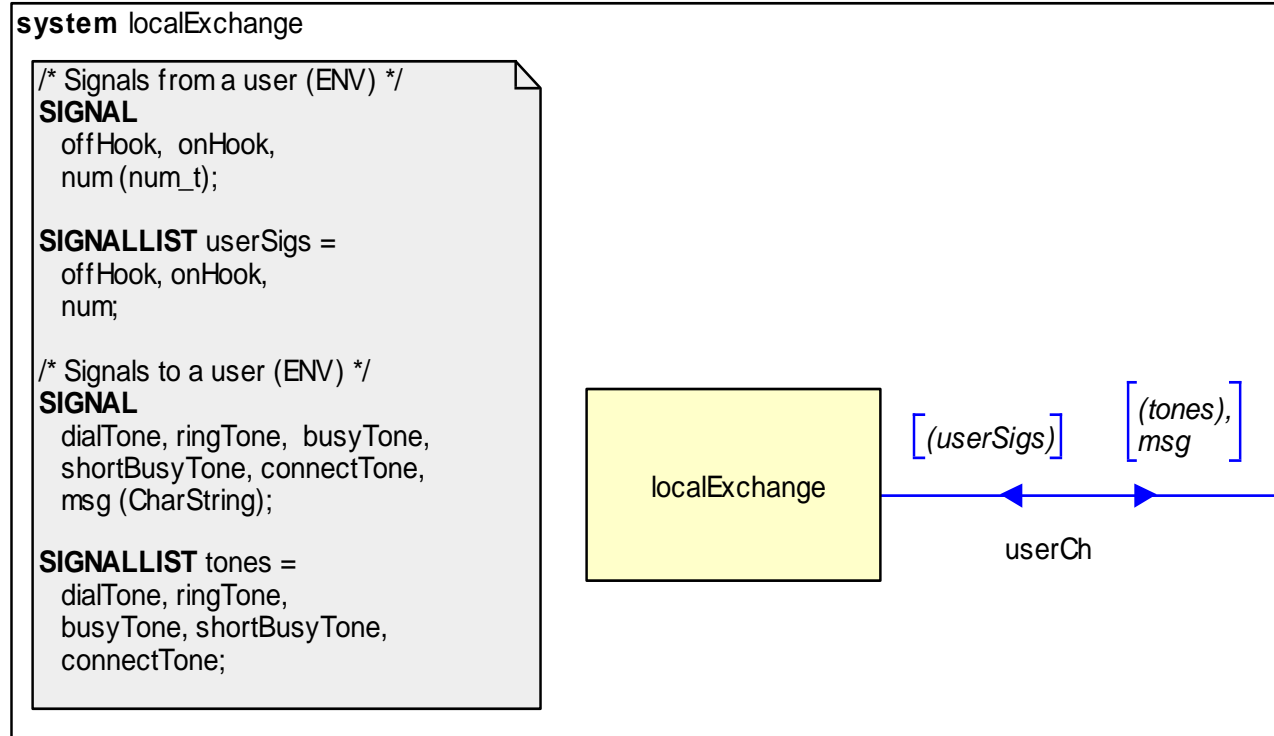 system localExchange
/* Signals from a user (ENV) */
SIGNAL
offHook, onHook,
num (num_t);
SIGNALLIST userSigs =
offHook, onHook,
num;
/* Signals to a user (ENV) */
SIGNAL
dialTone, ringTone, busyTone,
shortBusyTone, connectTone,
msg (CharString);
SIGNALLIST tones =
dialTone, ringTone,
busyTone, shortBusyTone,
connectTone;
localExchange
(userSigs)
(tones),
msg
userCh